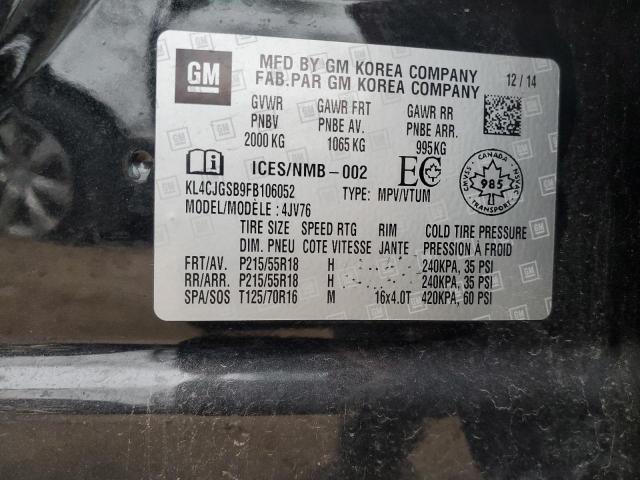 GM
MFD BY GM KOREA COMPANY
FAB.PAR GM KOREA COMPANY
12 / 14
GVWR GAWR FRT GAWR RR
PNBV PNBE AV. PNBE ARR.
2000 KG 1065 KG 995KG
ICES/NMB-002
EC
CANADA
CMVSS NSVAC
985
TRANSPORT
KL4CJGSB9FB106052 TYPE: MPV/VTUM
MODEL/MODÈLE : 4JV76
TIRE SIZE SPEED RTG RIM COLD TIRE PRESSURE
DIM. PNEU COTE VITESSE JANTE PRESSION À FROID
FRT/AV. P215/55R18 H 240KPA, 35 PSI
RR/ARR. P215/55R18 H 240KPA, 35 PSI
SPA/SOS T125/70R16 M 16x4.0T 420KPA, 60 PSI